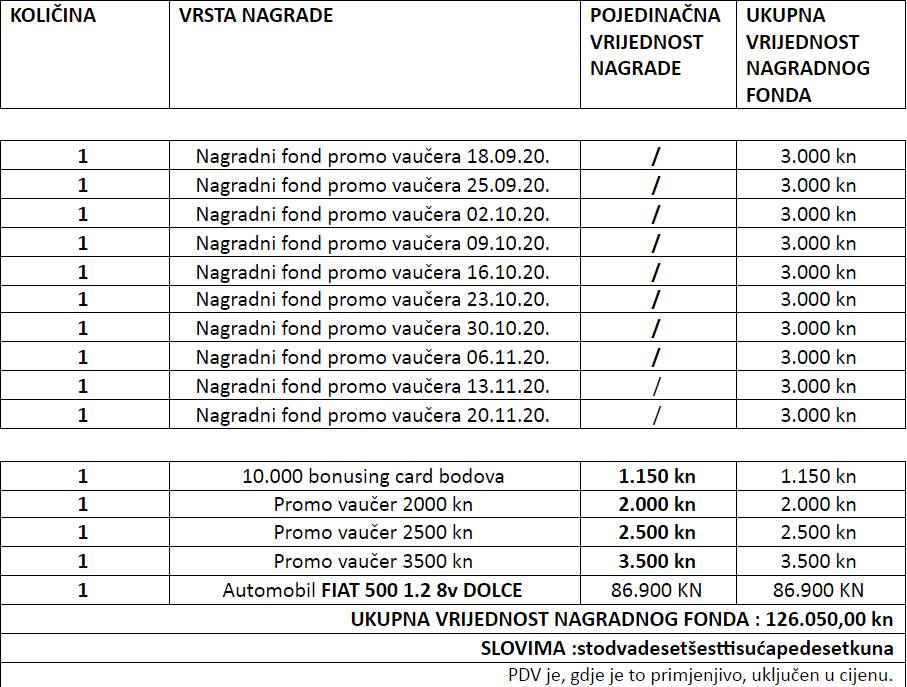 KOLIČINA VRSTA NAGRADE POJEDINAČNA VRIJEDNOST NAGRADE UKUPNA VRIJEDNOST NAGRADNOG FONDA
1 Nagradni fond promo vaučera 18.09.20. / 3.000 kn
1 Nagradni fond promo vaučera 25.09.20. / 3.000 kn
1 Nagradni fond promo vaučera 02.10.20. / 3.000 kn
1 Nagradni fond promo vaučera 09.10.20. / 3.000 kn
1 Nagradni fond promo vaučera 16.10.20. / 3.000 kn
1 Nagradni fond promo vaučera 23.10.20. / 3.000 kn
1 Nagradni fond promo vaučera 30.10.20. / 3.000 kn
1 Nagradni fond promo vaučera 06.11.20. / 3.000 kn
1 Nagradni fond promo vaučera 13.11.20. / 3.000 kn
1 Nagradni fond promo vaučera 20.11.20. / 3.000 kn
1 10.000 bonusing card bodova 1.150 kn 1.150 kn
1 Promo vaučer 2000 kn 2.000 kn 2.000 kn
1 Promo vaučer 2500 kn 2.500 kn 2.500 kn
1 Promo vaučer 3500 kn 3.500 kn 3.500 kn
1 Automobil FIAT 500 1.2 8v DOLCE 86.900 KN 86.900 KN
UKUPNA VRIJEDNOST NAGRADNOG FONDA : 126.050,00 kn
SLOVIMA :stodvadesetšesttisućapedesetkuna
PDV je, gdje je to primjenjivo, uključen u cijenu.